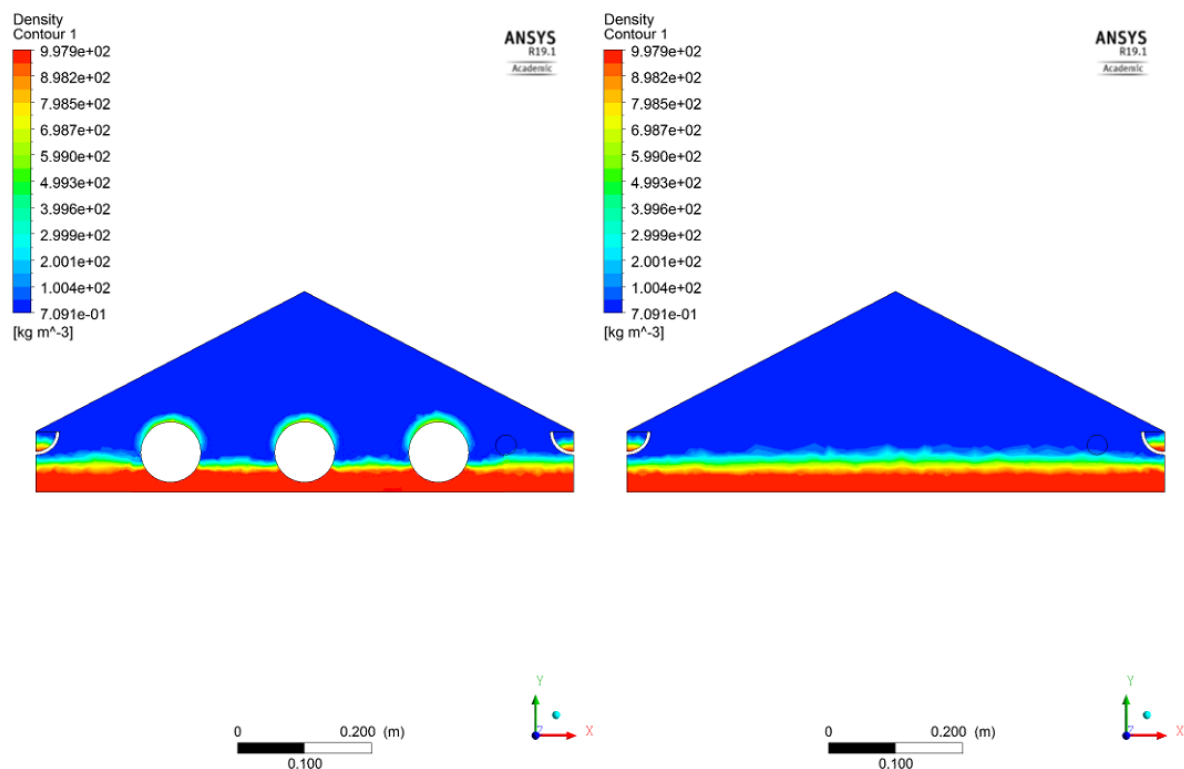 Density
Contour 1
9.979e+02
8.982e+02
7.985e+02
6.987e+02
5.990e+02
4.993e+02
3.996e+02
2.999e+02
2.001e+02
1.004e+02
7.091e-01
[kg m^-3]
ANSYS
R19.1
Academic
0 0.200 (m)
0.100
Y
Z
X
Density
Contour 1
9.979e+02
8.982e+02
7.985e+02
6.987e+02
5.990e+02
4.993e+02
3.996e+02
2.999e+02
2.001e+02
1.004e+02
7.091e-01
[kg m^-3]
ANSYS
R19.1
Academic
0 0.200 (m)
0.100
Y
Z
X